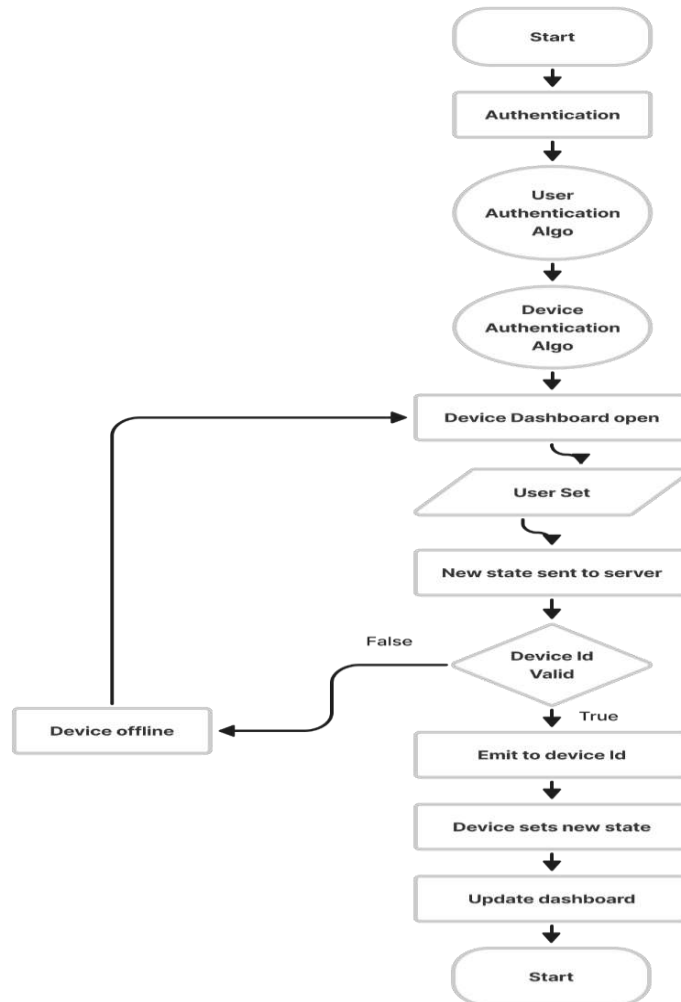 Start
Authentication
User
Authentication
Algo
Device
Authentication
Algo
Device Dashboard open
User Set
New state sent to server
False
Device Id
Valid
Device offline
True
Emit to device Id
Device sets new state
Update dashboard
Start